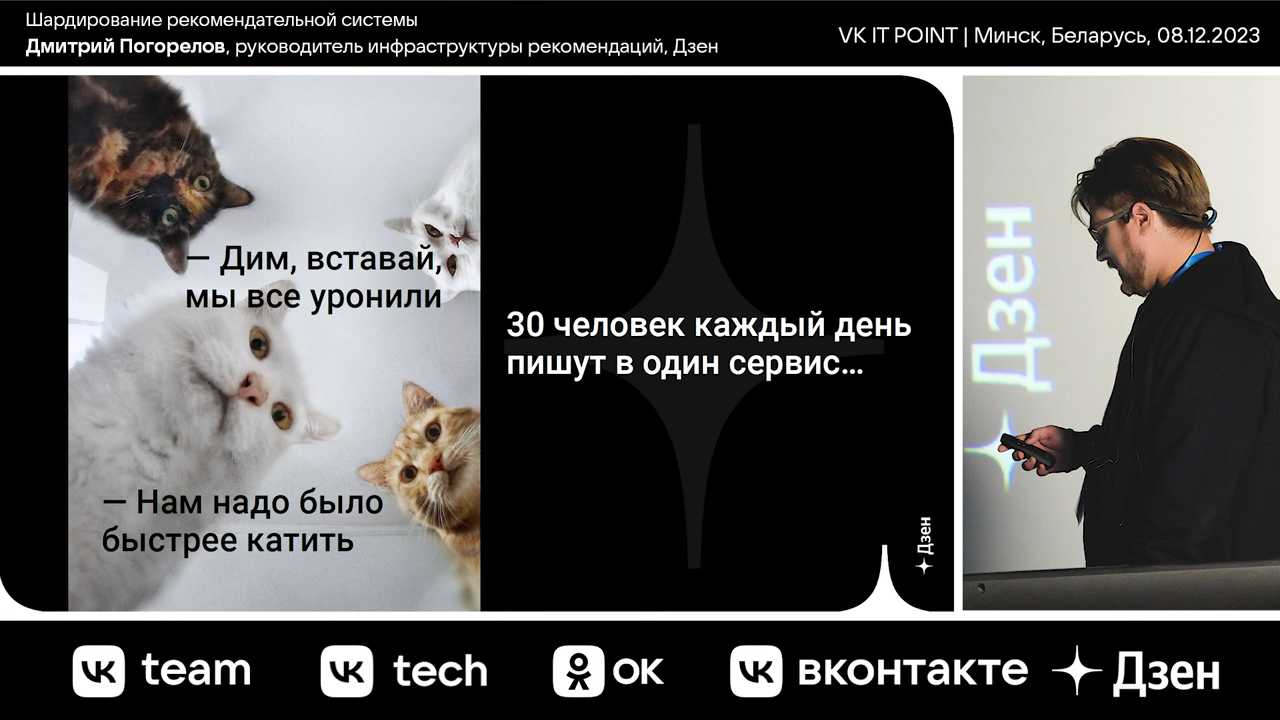 Шардирование рекомендательной системы
Дмитрий Погорелов, руководитель инфраструктуры рекомендаций, Дзен
VK IT POINT | Минск, Беларусь, 08.12.2023
— Дим, вставай,
мы все уронили
— Нам надо было
быстрее катить
30 человек каждый день
пишут в один сервис...
Дзен
Дзен
team
tech
ОК
вконтакте
Дзен